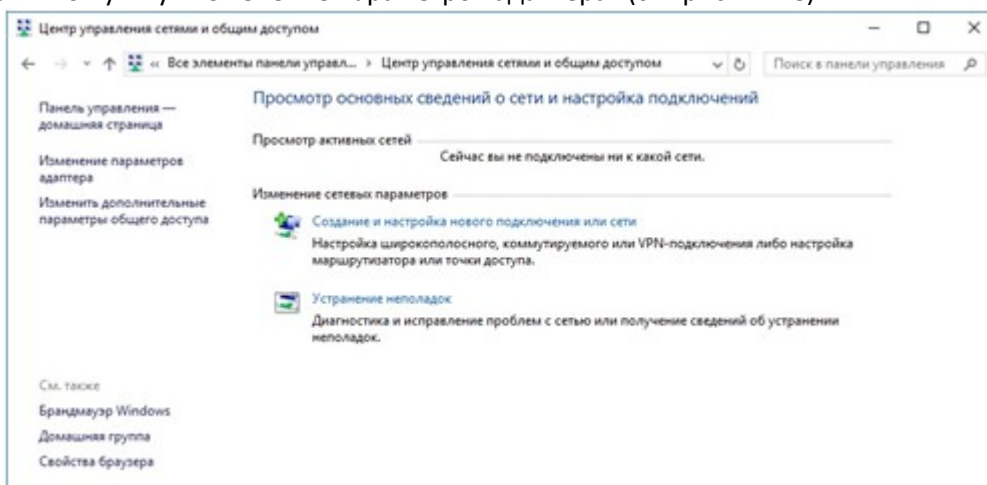 Центр управления сетями и общим доступом
« Все элементы панели управл... › Центр управления сетями и общим доступом
Поиск в панели управления
Панель управления —
домашняя страница
Изменение параметров
адаптера
Изменить дополнительные
параметры общего доступа
См. также
Брандмауэр Windows
Домашняя группа
Свойства браузера
Просмотр основных сведений о сети и настройка подключений
Просмотр активных сетей
Сейчас вы не подключены ни к какой сети.
Изменение сетевых параметров
Создание и настройка нового подключения или сети
Настройка широкополосного, коммутируемого или VPN-подключения либо настройка
маршрутизатора или точки доступа.
Устранение неполадок
Диагностика и исправление проблем с сетью или получение сведений об устранении
неполадок.